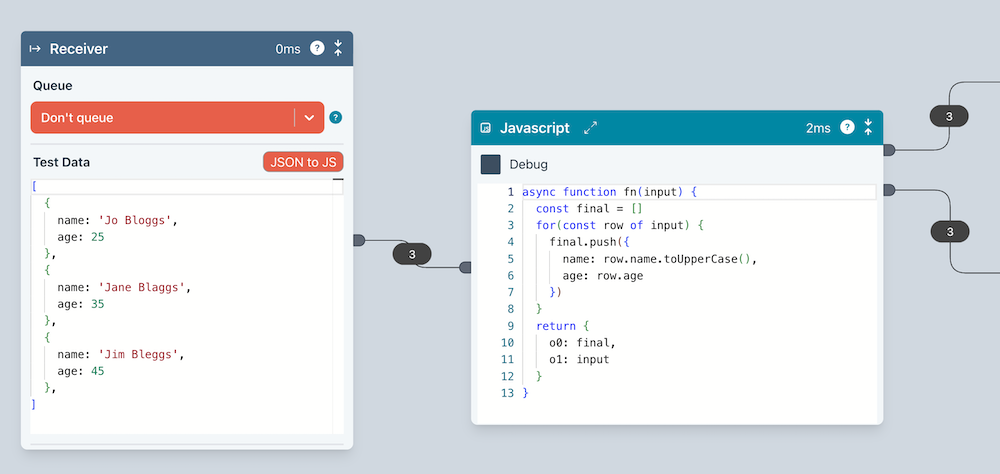 Receiver 0ms ?
Queue
Don't queue ?
Test Data JSON to JS
[
{
name: 'Jo Bloggs',
age: 25
},
{
name: 'Jane Blaggs',
age: 35
},
{
name: 'Jim Bleggs',
age: 45
},
]
3
JS Javascript 2ms ?
Debug
1 async function fn(input) {
2 const final = []
3 for(const row of input) {
4 final.push({
5 name: row.name.toUpperCase(),
6 age: row.age
7 })
8 }
9 return {
10 o0: final,
11 o1: input
12 }
13 }
3
3